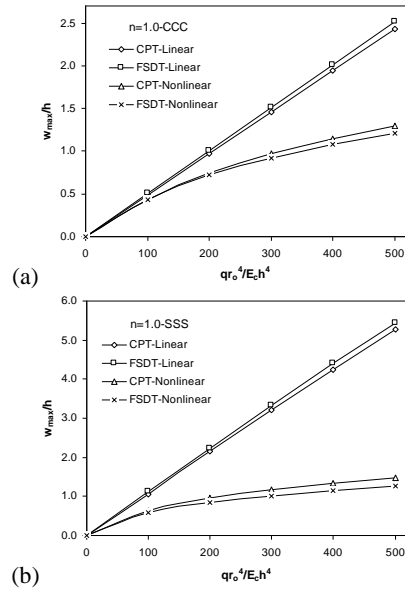 n=1.0-CCC
CPT-Linear
FSDT-Linear
CPT-Nonlinear
FSDT-Nonlinear
w_max/h
2.5
2.0
1.5
1.0
0.5
0.0
0 100 200 300 400 500
qr_o^4/E_ch^4
(a)
n=1.0-SSS
CPT-Linear
FSDT-Linear
CPT-Nonlinear
FSDT-Nonlinear
w_max/h
6.0
5.0
4.0
3.0
2.0
1.0
0.0
0 100 200 300 400 500
qr_o^4/E_ch^4
(b)